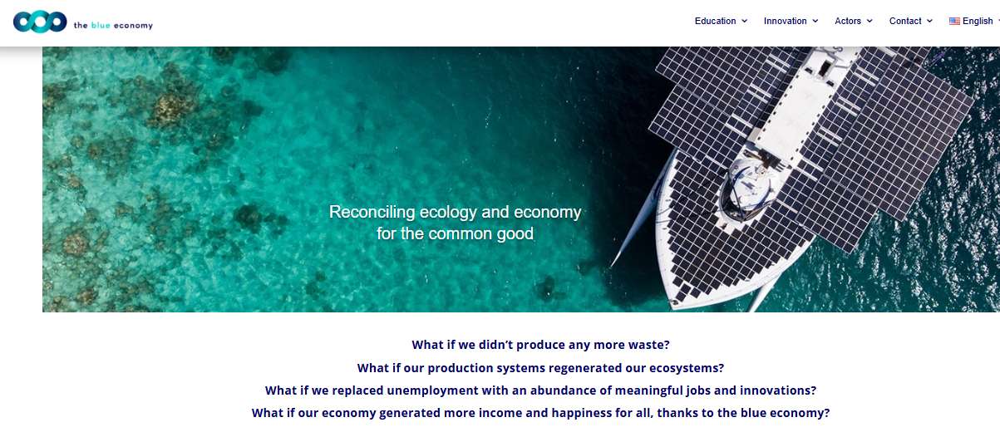 the blue economy
Education
Innovation
Actors
Contact
English
Reconciling ecology and economy
for the common good
What if we didn’t produce any more waste?
What if our production systems regenerated our ecosystems?
What if we replaced unemployment with an abundance of meaningful jobs and innovations?
What if our economy generated more income and happiness for all, thanks to the blue economy?